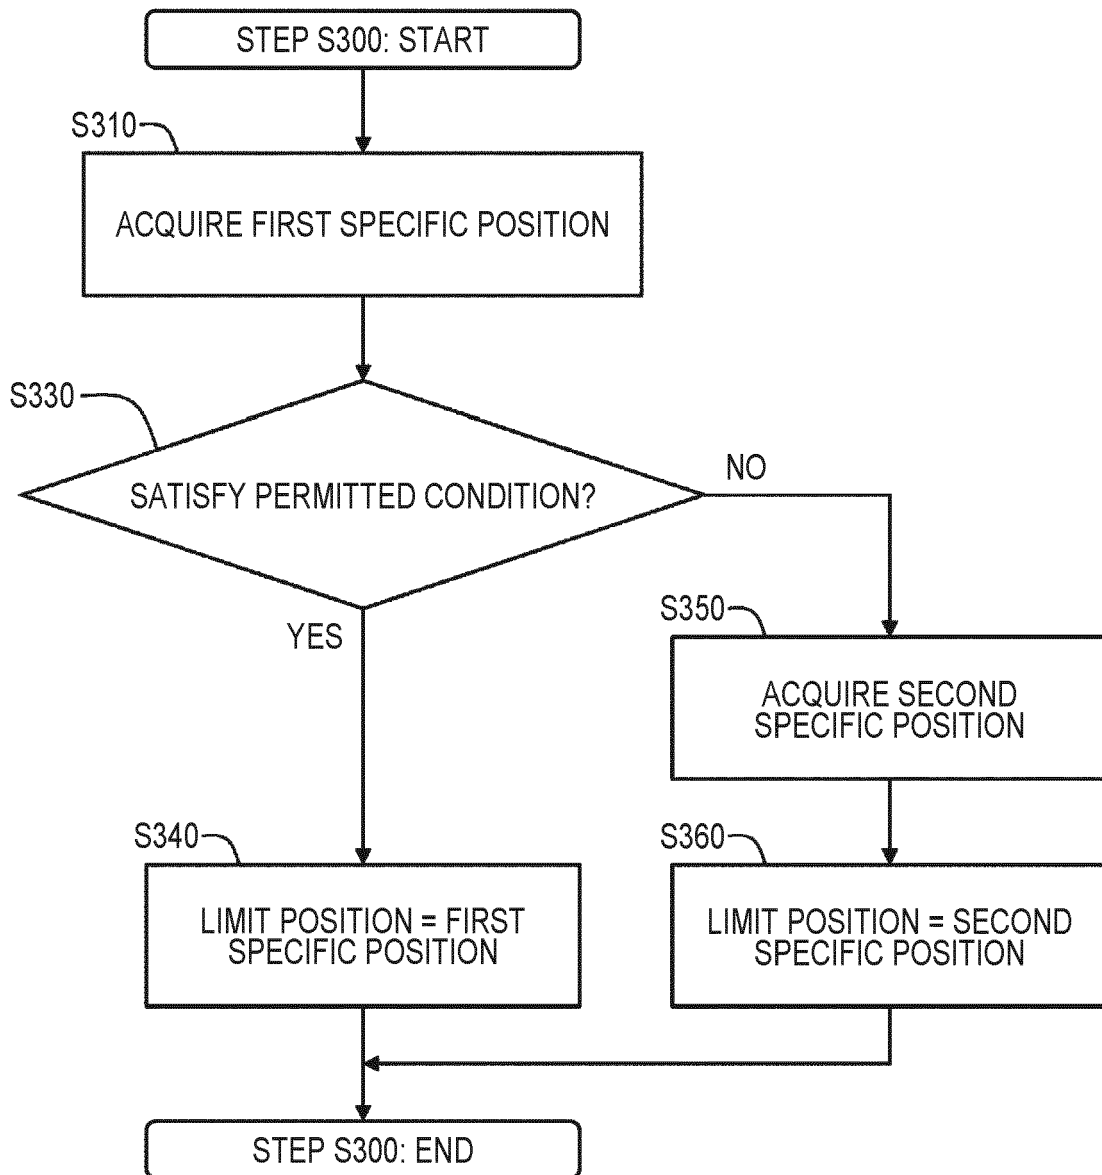 STEP S300: START
S310
ACQUIRE FIRST SPECIFIC POSITION
S330
SATISFY PERMITTED CONDITION?
NO
YES
S350
ACQUIRE SECOND
SPECIFIC POSITION
S340
LIMIT POSITION = FIRST
SPECIFIC POSITION
S360
LIMIT POSITION = SECOND
SPECIFIC POSITION
STEP S300: END